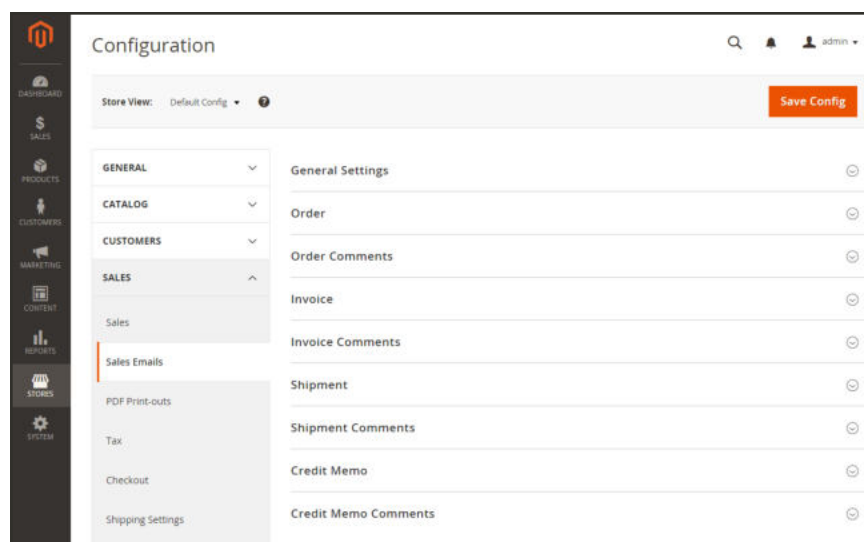 Configuration
admin
DASHBOARD
Store View: Default Config
Save Config
SALES
PRODUCTS
CUSTOMERS
MARKETING
CONTENT
REPORTS
STORES
SYSTEM
GENERAL
CATALOG
CUSTOMERS
SALES
Sales
Sales Emails
PDF Print-outs
Tax
Checkout
Shipping Settings
General Settings
Order
Order Comments
Invoice
Invoice Comments
Shipment
Shipment Comments
Credit Memo
Credit Memo Comments